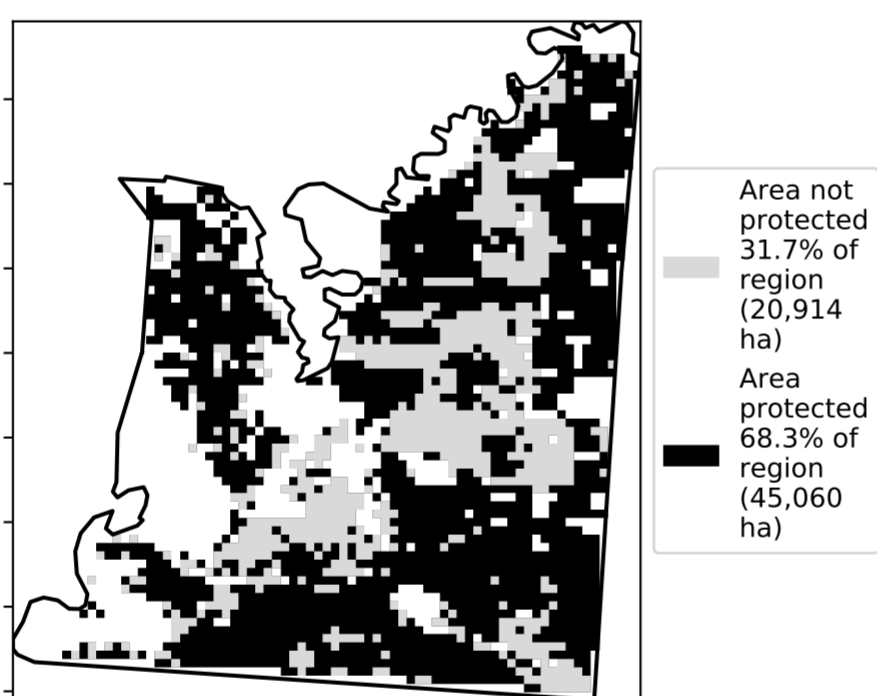 Area not
protected
31.7% of
region
(20,914
ha)
Area
protected
68.3% of
region
(45,060
ha)